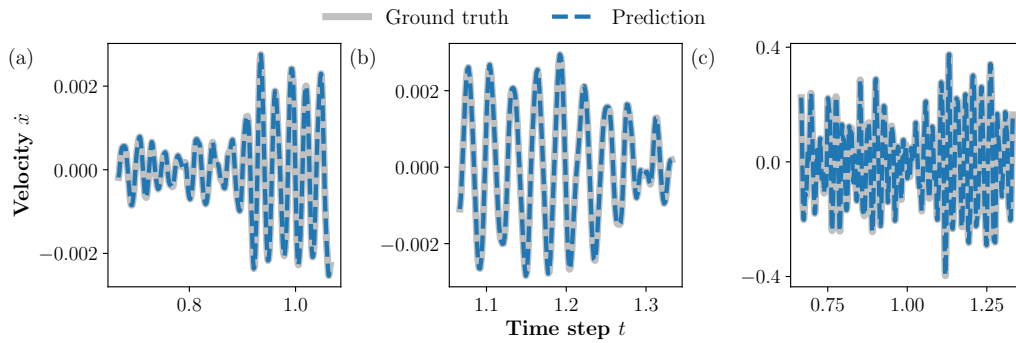 Ground truth Prediction
(a) (b) (c)
Velocity ẋ
0.002
0.000
−0.002
0.8 1.0
0.002
0.000
−0.002
1.1 1.2 1.3
0.4
0.0
−0.4
0.75 1.00 1.25
Time step t